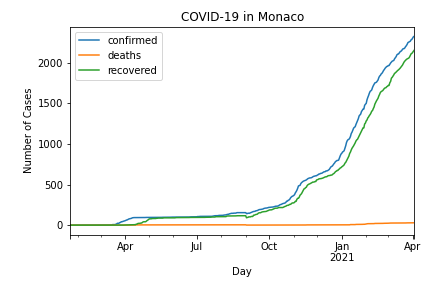 COVID-19 in Monaco
confirmed
deaths
recovered
Number of Cases
2000
1500
1000
500
0
Apr
Jul
Oct
Jan
2021
Apr
Day